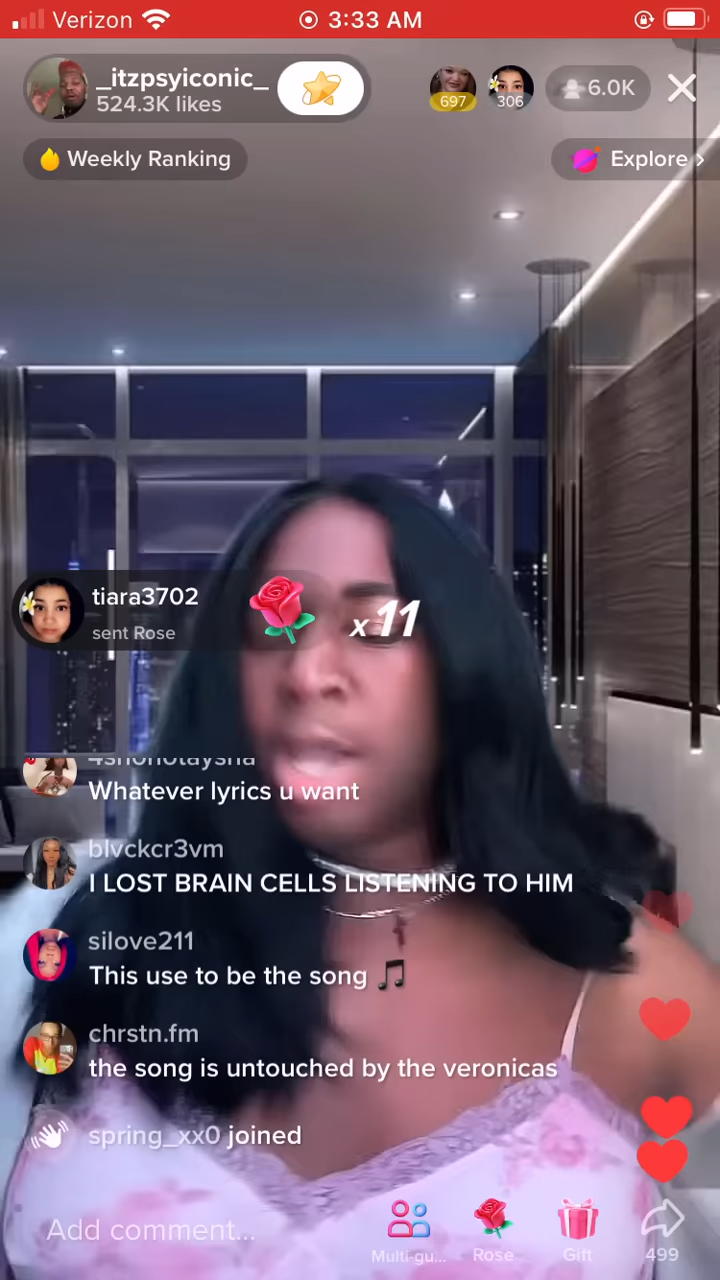 Verizon 3:33 AM
_itzpsyiconic_
524.3K likes
697 306 6.0K
Weekly Ranking Explore
tiara3702
sent Rose
x11
Whatever lyrics u want
blvckcr3vm
I LOST BRAIN CELLS LISTENING TO HIM
silove211
This use to be the song 🎵
chrstn.fm
the song is untouched by the veronicas
spring_xx0 joined
Add comment...
Multi-gu... Rose Gift 499